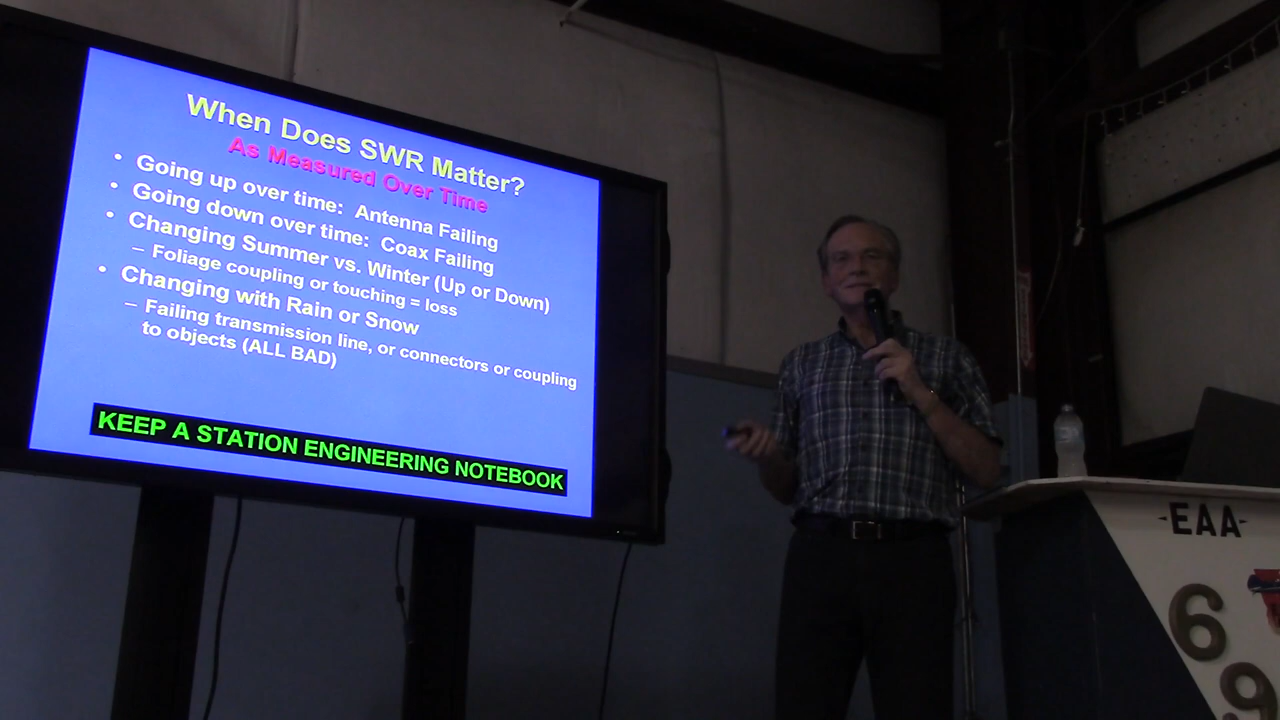 When Does SWR Matter?
As Measured Over Time
• Going up over time: Antenna Failing
• Going down over time: Coax Failing
• Changing Summer vs. Winter (Up or Down)
– Foliage coupling or touching = loss
• Changing with Rain or Snow
– Failing transmission line, or connectors or coupling
to objects (ALL BAD)
KEEP A STATION ENGINEERING NOTEBOOK
-EAA-
6
9